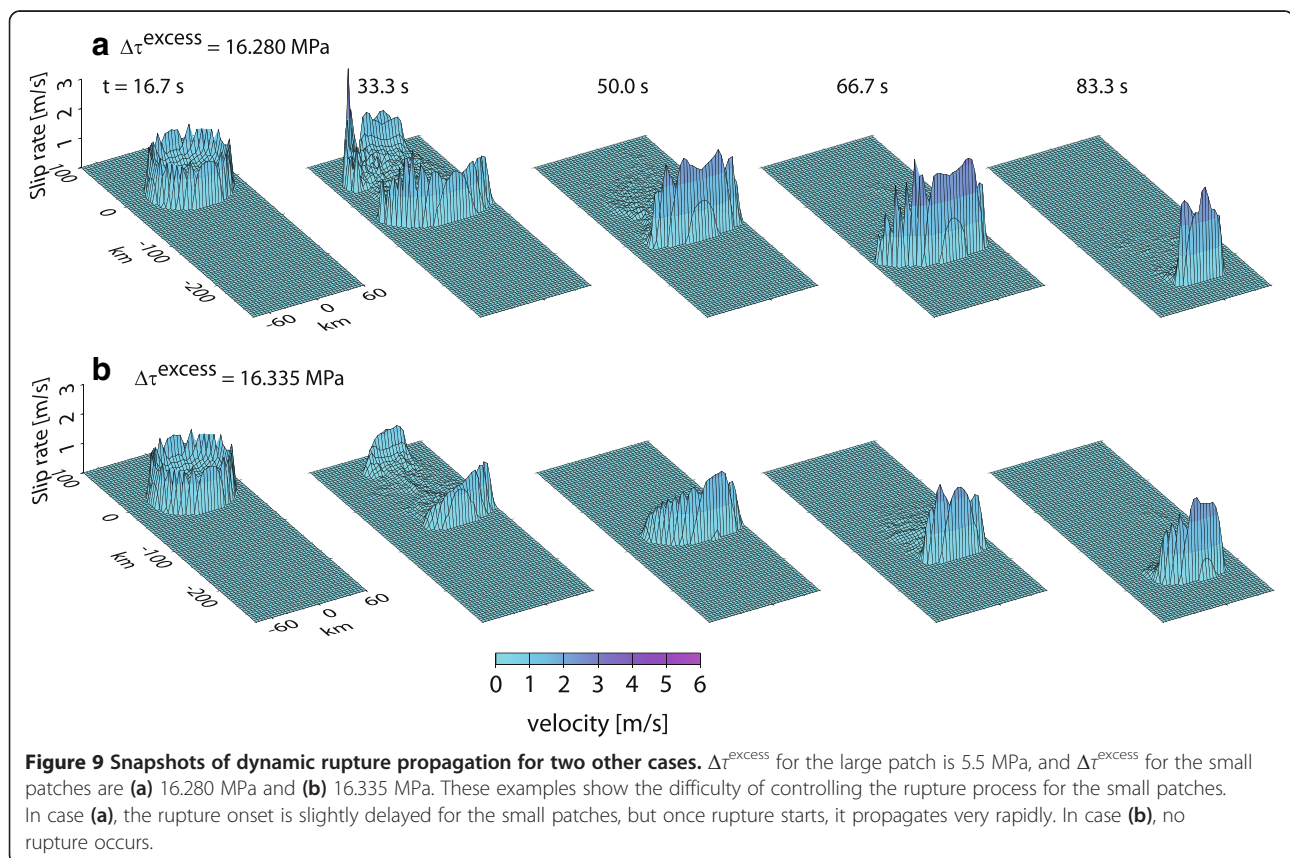 a Δτ^excess = 16.280 MPa
t = 16.7 s 33.3 s 50.0 s 66.7 s 83.3 s
Slip rate [m/s]
3
2
1
100
0
-100
-200
km
-60
0
60
km
b Δτ^excess = 16.335 MPa
Slip rate [m/s]
3
2
1
100
0
-100
-200
km
-60
0
60
km
0 1 2 3 4 5 6
velocity [m/s]
Figure 9 Snapshots of dynamic rupture propagation for two other cases. Δτ^excess for the large patch is 5.5 MPa, and Δτ^excess for the small
patches are (a) 16.280 MPa and (b) 16.335 MPa. These examples show the difficulty of controlling the rupture process for the small patches.
In case (a), the rupture onset is slightly delayed for the small patches, but once rupture starts, it propagates very rapidly. In case (b), no
rupture occurs.